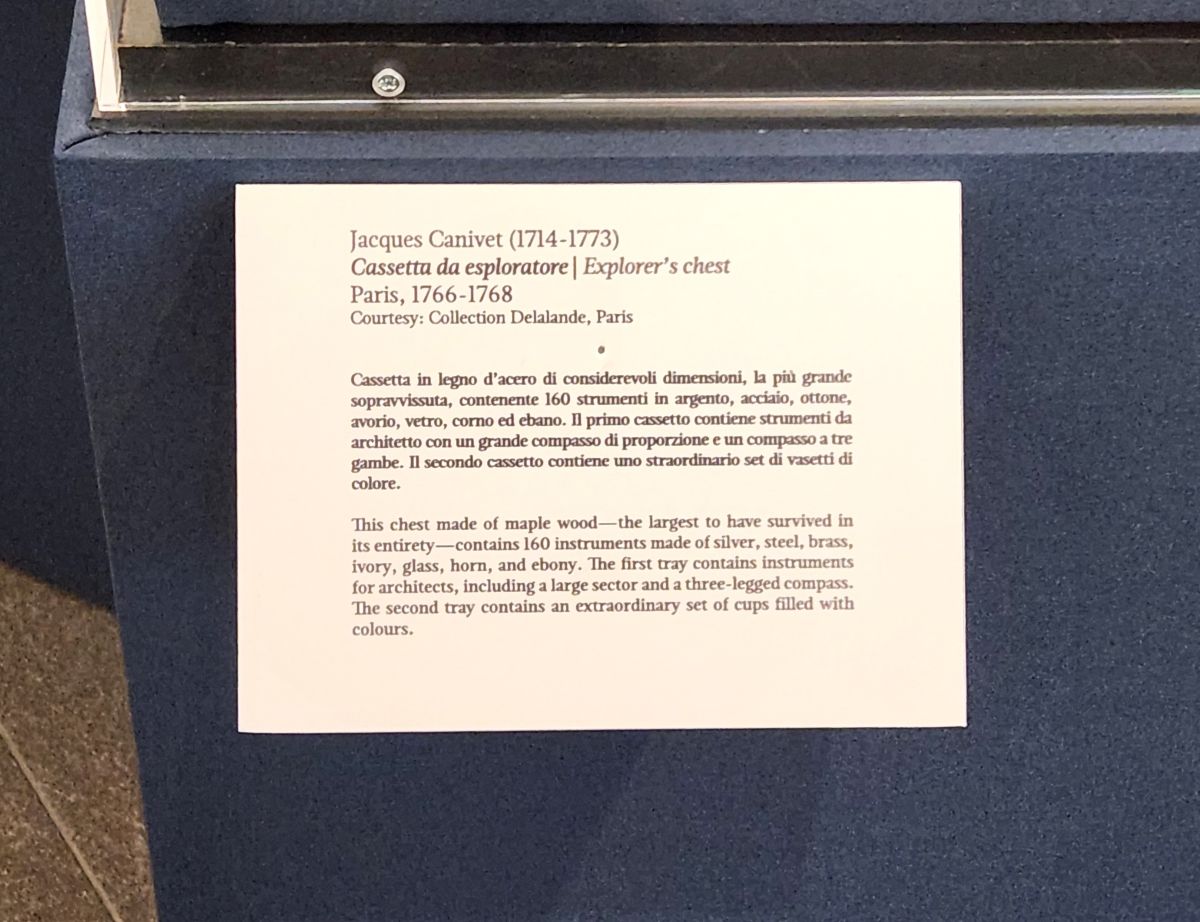 Jacques Canivet (1714-1773)
Cassetta da esploratore | Explorer's chest
Paris, 1766-1768
Courtesy: Collection Delalande, Paris
•
Cassetta in legno d'acero di considerevoli dimensioni, la più grande
sopravvissuta, contenente 160 strumenti in argento, acciaio, ottone,
avorio, vetro, corno ed ebano. Il primo cassetto contiene strumenti da
architetto con un grande compasso di proporzione e un compasso a tre
gambe. Il secondo cassetto contiene uno straordinario set di vasetti di
colore.
This chest made of maple wood—the largest to have survived in
its entirety—contains 160 instruments made of silver, steel, brass,
ivory, glass, horn, and ebony. The first tray contains instruments
for architects, including a large sector and a three-legged compass.
The second tray contains an extraordinary set of cups filled with
colours.